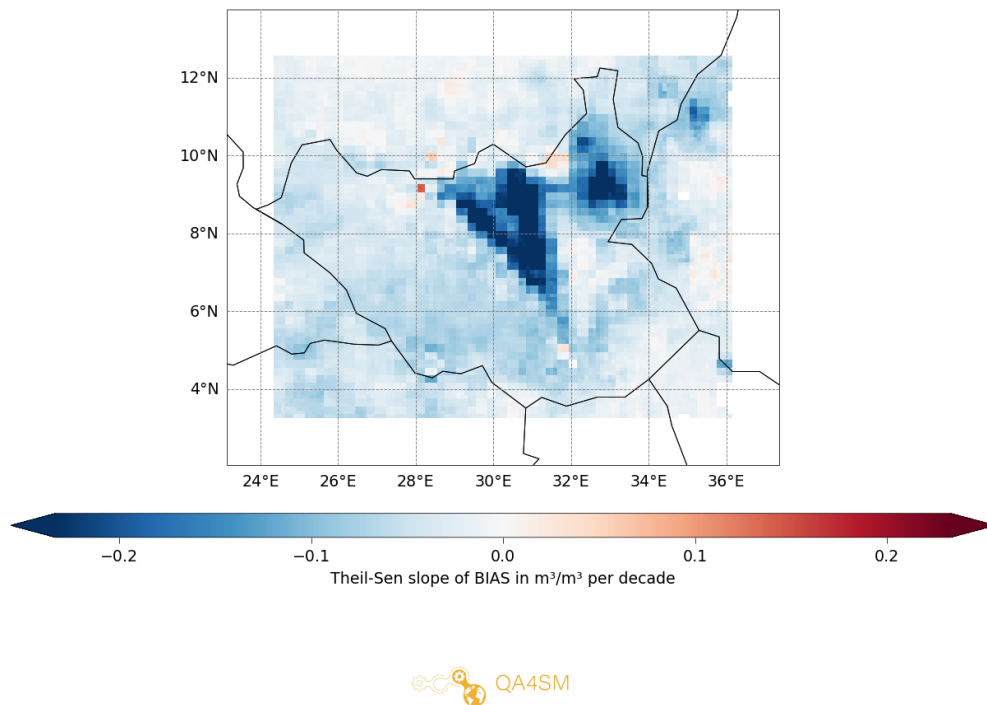 12°N
10°N
8°N
6°N
4°N
24°E 26°E 28°E 30°E 32°E 34°E 36°E
−0.2 −0.1 0.0 0.1 0.2
Theil-Sen slope of BIAS in m³/m³ per decade
QA4SM